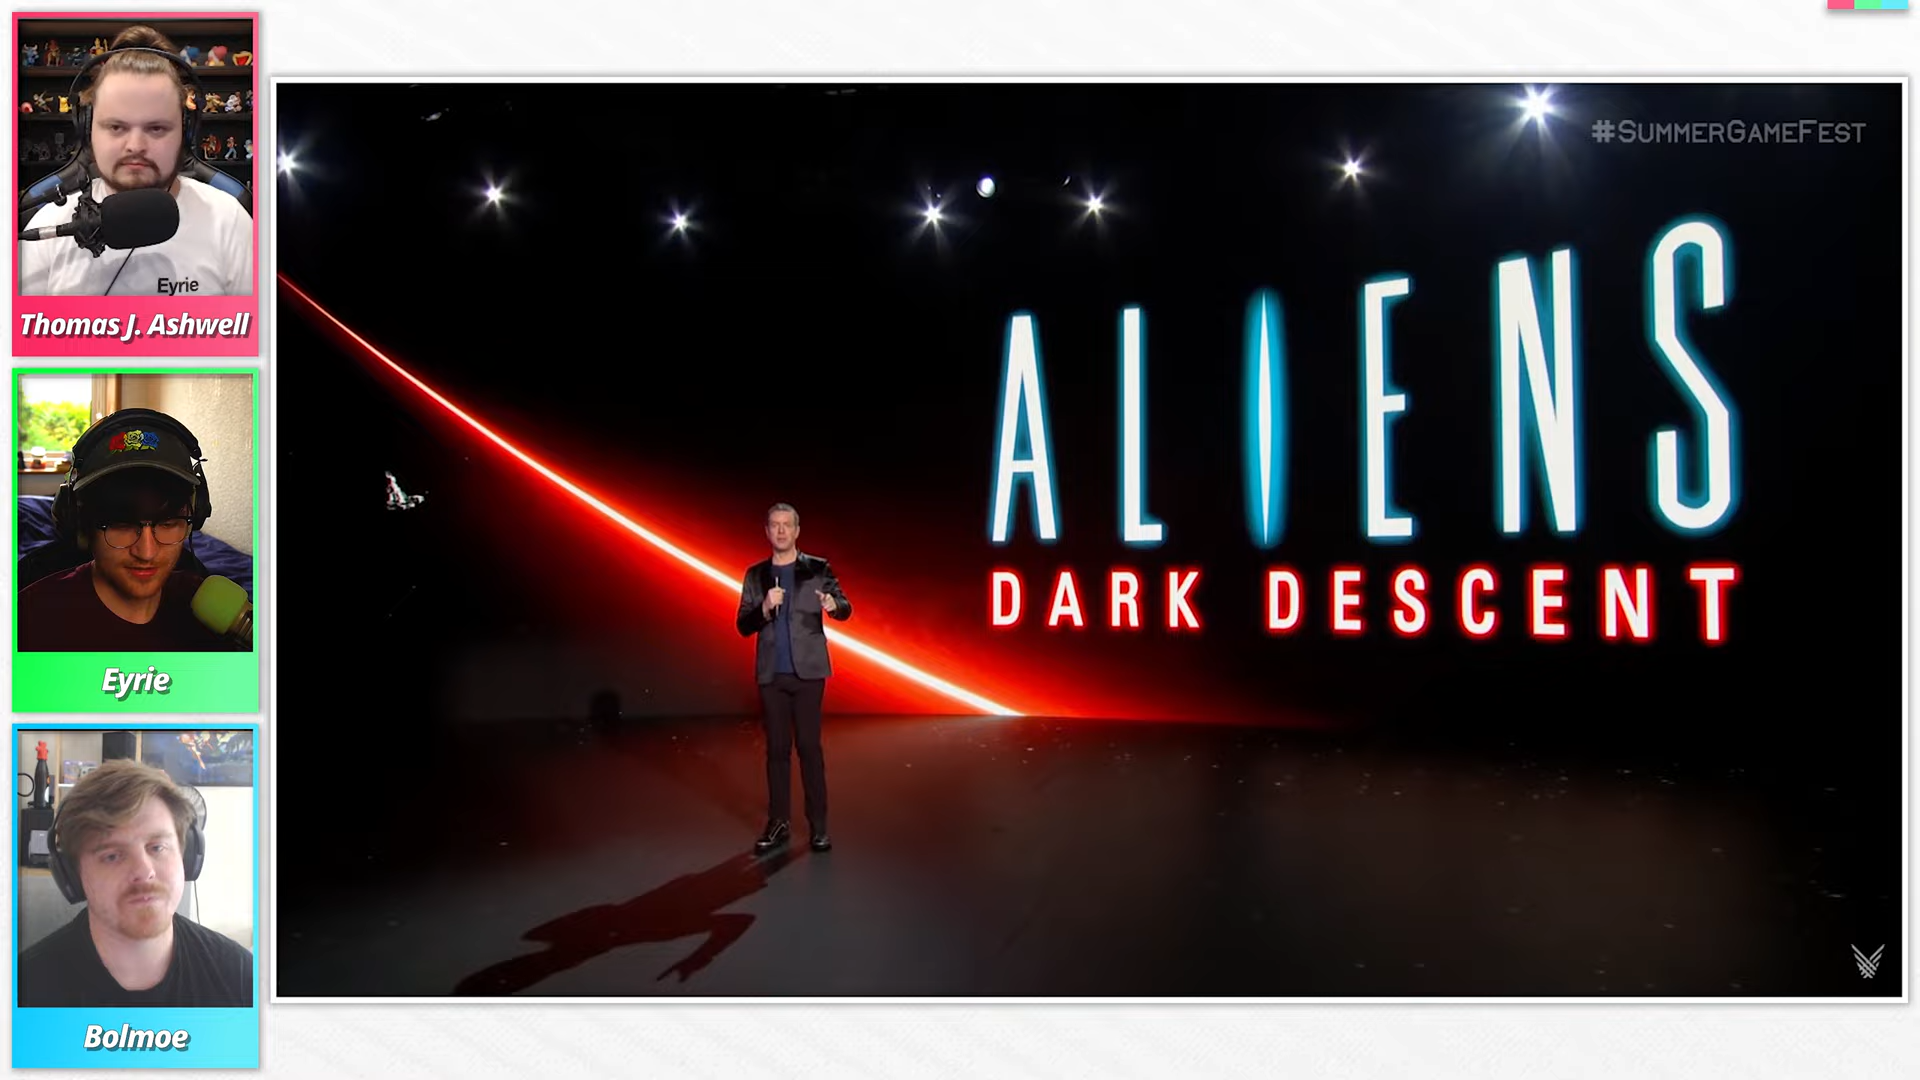 Eyrie
Thomas J. Ashwell
Eyrie
Bolmoe
#SUMMERGAMEFEST
ALIENS
DARK DESCENT